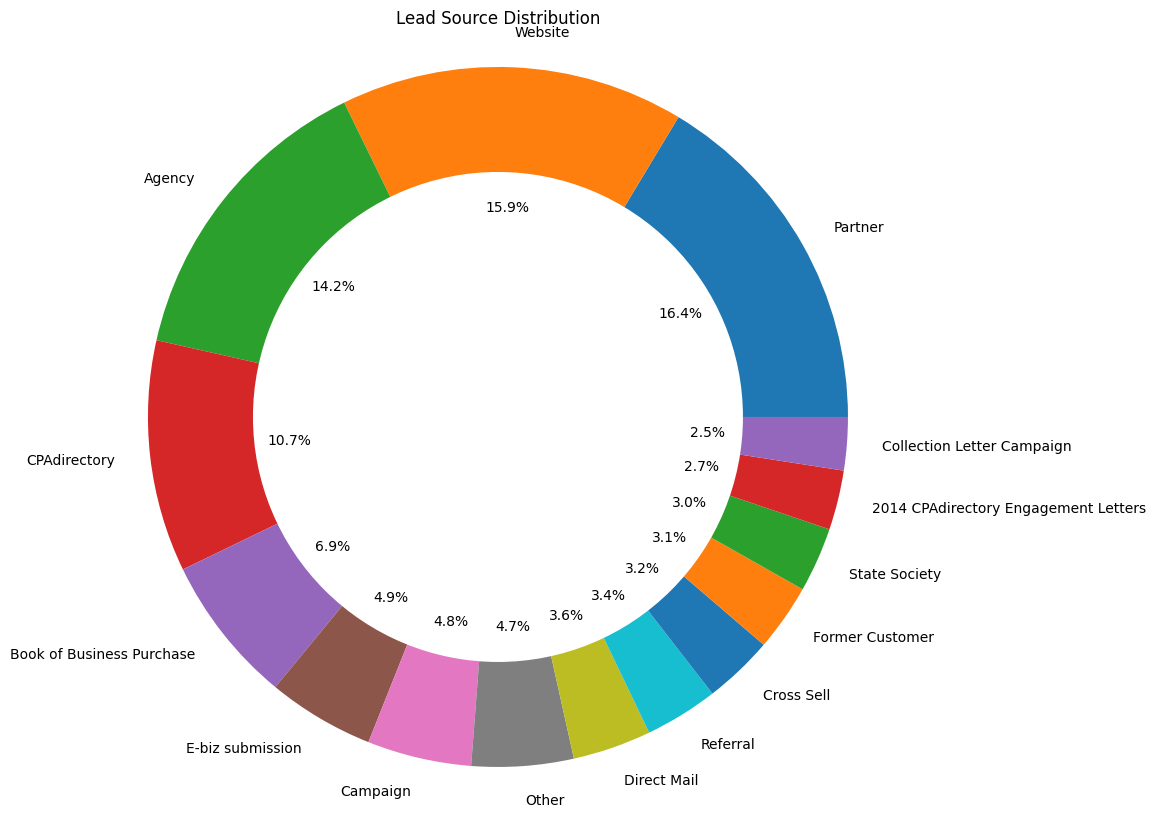 Lead Source Distribution
Website
Agency
15.9%
Partner
14.2%
16.4%
CPAdirectory
10.7%
2.5%
Collection Letter Campaign
2.7%
2014 CPAdirectory Engagement Letters
3.0%
3.1%
State Society
6.9%
3.2%
4.9%
3.4%
3.6%
4.8%
4.7%
Former Customer
Book of Business Purchase
Cross Sell
E-biz submission
Referral
Direct Mail
Campaign
Other